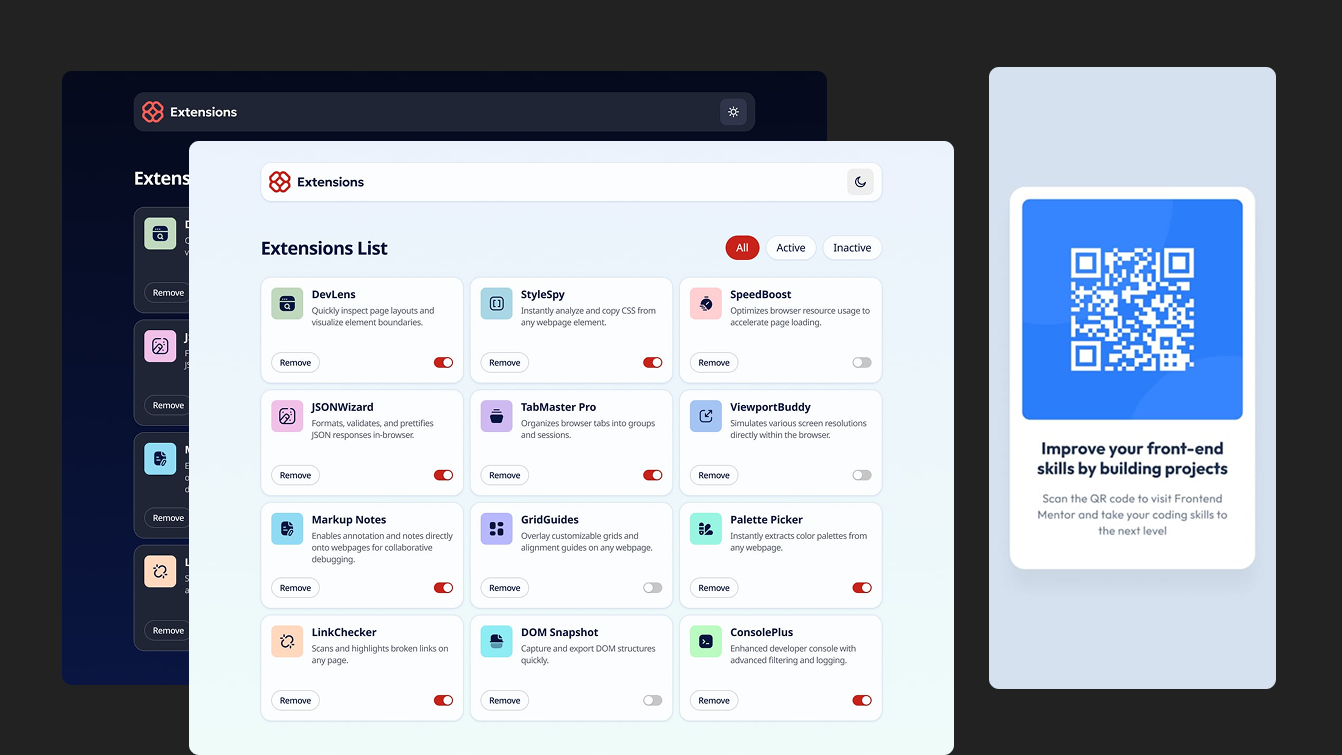 Extensions
Extens
Remove
Remove
Remove
Remove
Extensions
Extensions List
All
Active
Inactive
DevLens
Quickly inspect page layouts and
visualize element boundaries.
Remove
StyleSpy
Instantly analyze and copy CSS from
any webpage element.
Remove
SpeedBoost
Optimizes browser resource usage to
accelerate page loading.
Remove
JSONWizard
Formats, validates, and prettifies
JSON responses in-browser.
Remove
TabMaster Pro
Organizes browser tabs into groups
and sessions.
Remove
ViewportBuddy
Simulates various screen resolutions
directly within the browser.
Remove
Markup Notes
Enables annotation and notes directly
onto webpages for collaborative
debugging.
Remove
GridGuides
Overlay customizable grids and
alignment guides on any webpage.
Remove
Palette Picker
Instantly extracts color palettes from
any webpage.
Remove
LinkChecker
Scans and highlights broken links on
any page.
Remove
DOM Snapshot
Capture and export DOM structures
quickly.
Remove
ConsolePlus
Enhanced developer console with
advanced filtering and logging.
Remove
Improve your front-end
skills by building projects
Scan the QR code to visit Frontend
Mentor and take your coding skills to
the next level